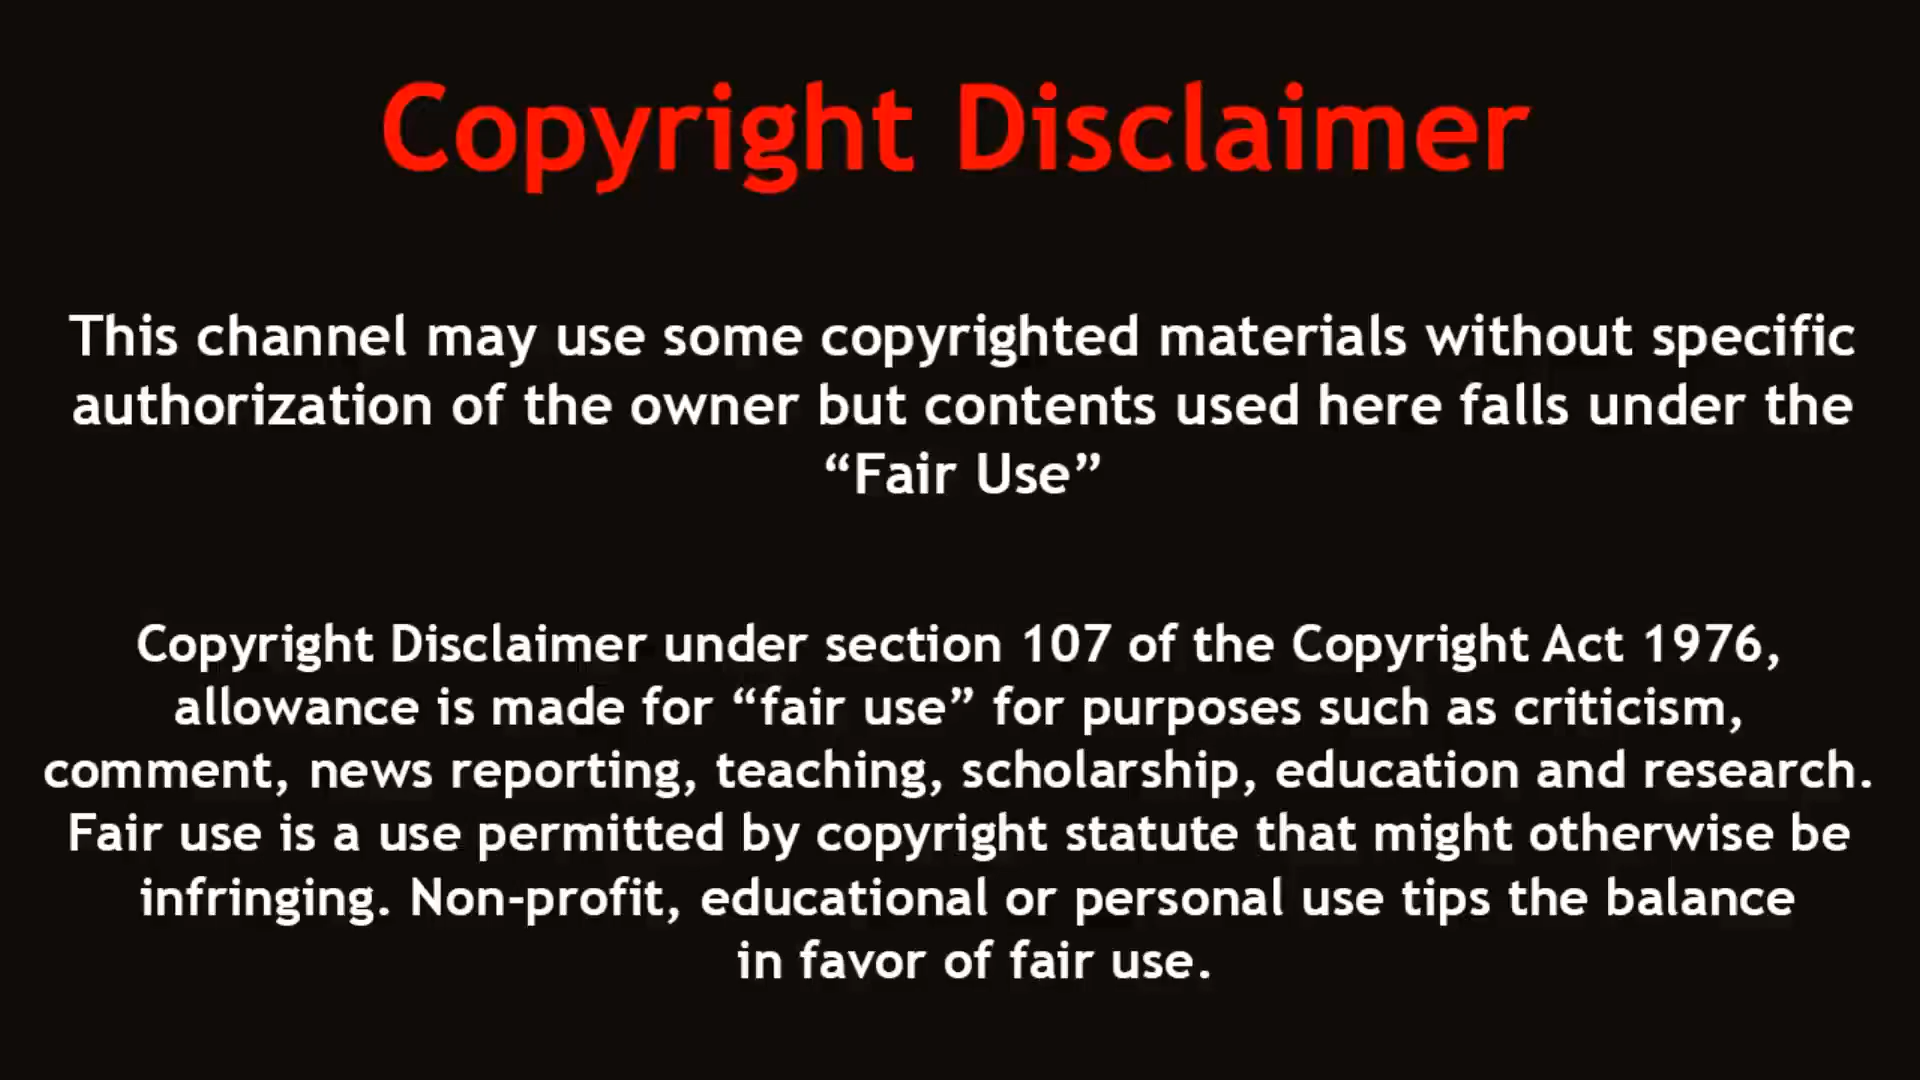 Copyright Disclaimer
This channel may use some copyrighted materials without specific
authorization of the owner but contents used here falls under the
“Fair Use”
Copyright Disclaimer under section 107 of the Copyright Act 1976,
allowance is made for “fair use” for purposes such as criticism,
comment, news reporting, teaching, scholarship, education and research.
Fair use is a use permitted by copyright statute that might otherwise be
infringing. Non-profit, educational or personal use tips the balance
in favor of fair use.